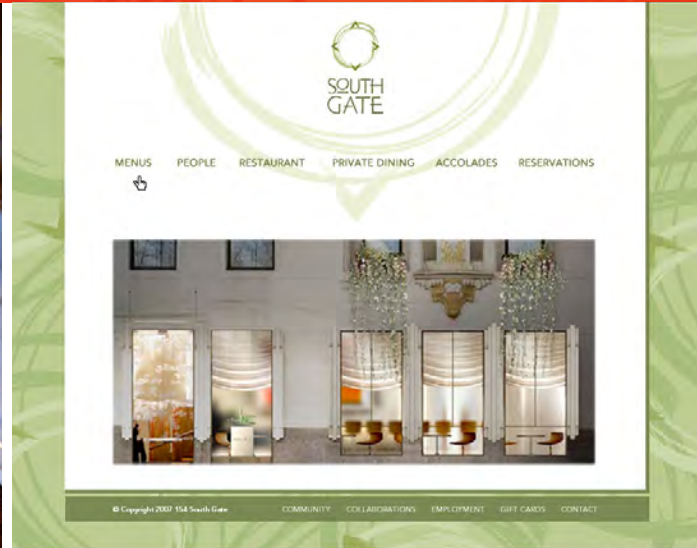 SOUTH
GATE
MENUS PEOPLE RESTAURANT PRIVATE DINING ACCOLADES RESERVATIONS
© Copyright 2007 154 South Gate COMMUNITY COLLABORATIONS EMPLOYMENT GIFT CARDS CONTACT